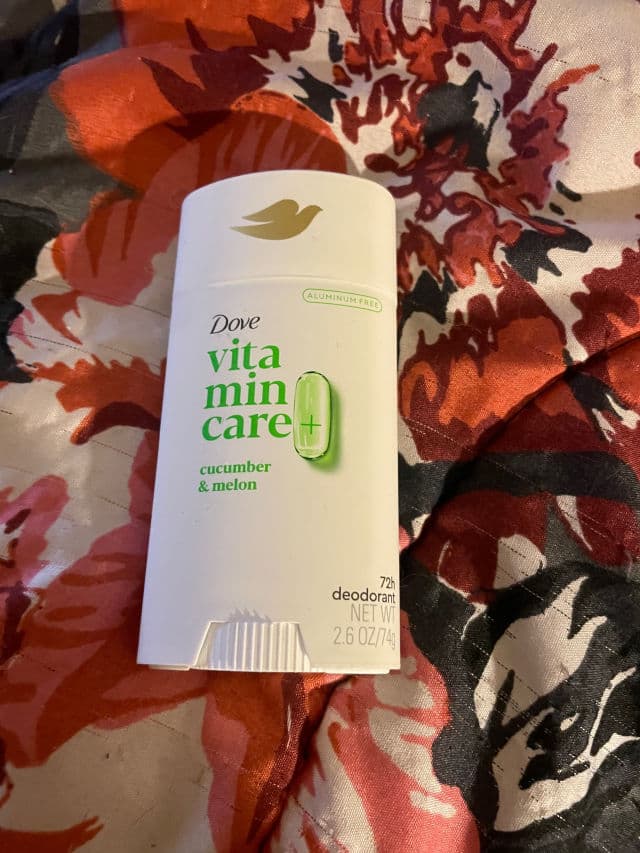 ALUMINUM FREE
Dove
vita
min
care+
cucumber
& melon
72h
deodorant
NET WT
2.6 OZ/74g